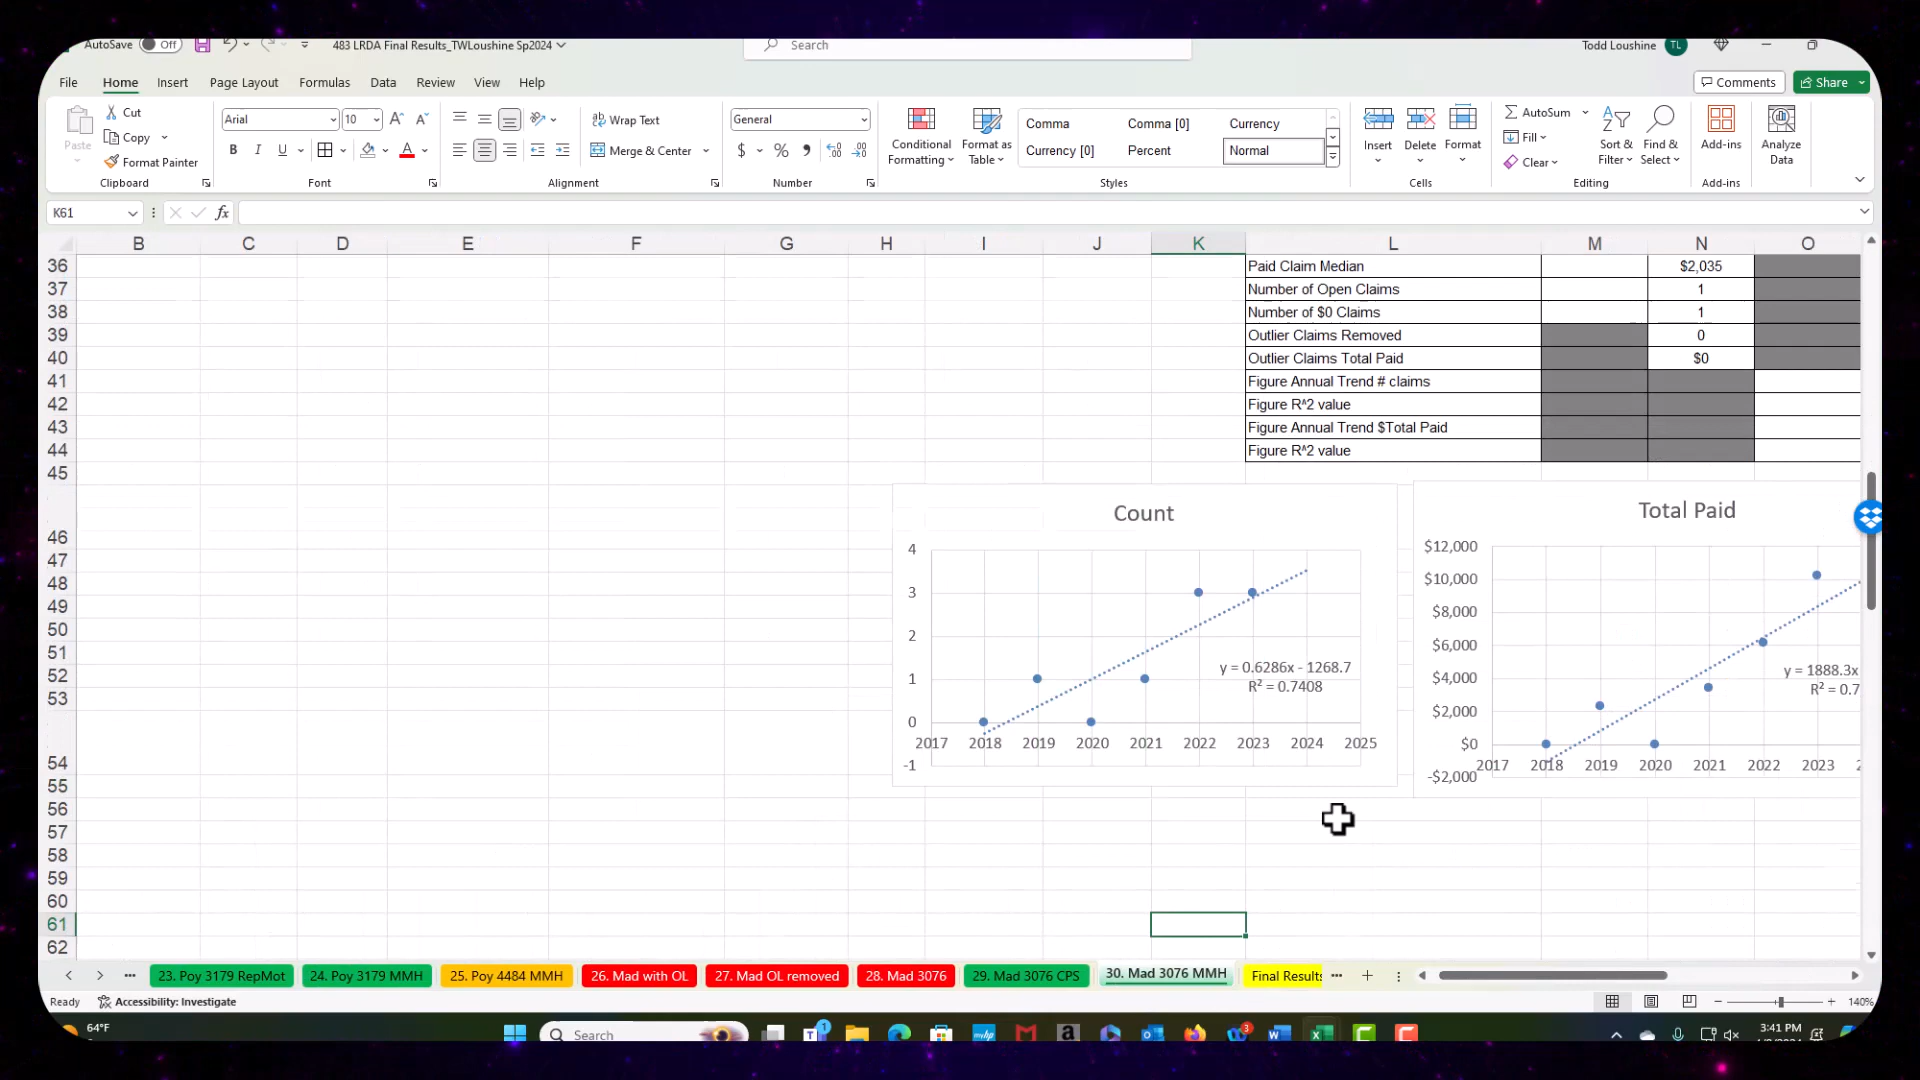 AutoSave Off 483 LRDA Final Results_TWLoushine Sp2024 Search Todd Loushine TL
File Home Insert Page Layout Formulas Data Review View Help Comments Share
Paste Cut Copy Format Painter Clipboard
Arial 10 B I U Font
Wrap Text Merge & Center Alignment
General $ % Number
Conditional Formatting Format as Table
Comma Comma [0] Currency
Currency [0] Percent Normal
Styles
Insert Delete Format Cells
AutoSum Fill Clear Sort & Filter Find & Select Editing
Add-ins Add-ins Analyze Data
K61 fx
B C D E F G H I J K L M N O
36 Paid Claim Median $2,035
37 Number of Open Claims 1
38 Number of $0 Claims 1
39 Outlier Claims Removed 0
40 Outlier Claims Total Paid $0
41 Figure Annual Trend # claims
42 Figure R^2 value
43 Figure Annual Trend $Total Paid
44 Figure R^2 value
45
46
47
48
49
50
51
52
53
54
55
56
57
58
59
60
61
62
Count
4
3
2
1
0
-1
2017 2018 2019 2020 2021 2022 2023 2024 2025
y = 0.6286x - 1268.7
R² = 0.7408
Total Paid
$12,000
$10,000
$8,000
$6,000
$4,000
$2,000
$0
-$2,000
2017 2018 2019 2020 2021 2022 2023
y = 1888.3x
R² = 0.7
23. Poy 3179 RepMot 24. Poy 3179 MMH 25. Poy 4484 MMH 26. Mad with OL 27. Mad OL removed 28. Mad 3076 29. Mad 3076 CPS 30. Mad 3076 MMH Final Results
Ready Accessibility: Investigate 140%
64°F Search 3:41 PM